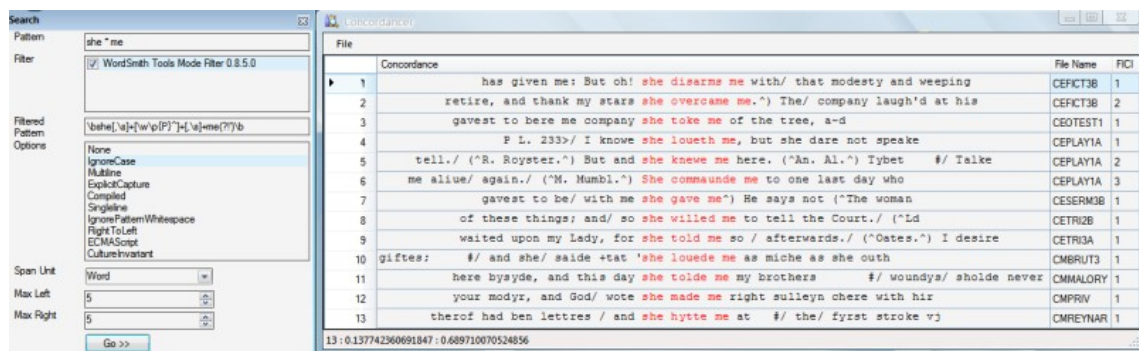 Search
Pattern
she * me
Filter
WordSmith Tools Mode Filter 0.8.5.0
Filtered Pattern
Options
None
IgnoreCase
Multiline
ExplicitCapture
Compiled
Singleline
IgnorePatternWhitespace
RightToLeft
ECMAScript
CultureInvariant
Span Unit
Word
Max Left
5
Max Right
5
Go >>
Concordancer
File
Concordance File Name FICI
1 has given me: But oh! she disarms me with/ that modesty and weeping CEFICT3B 1
2 retire, and thank my stars she overcame me.^) The/ company laugh'd at his CEFICT3B 2
3 gavest to bere me company she toke me of the tree, a-d CEOTEST1 1
4 P L. 233>/ I knowe she loueth me, but she dare not speake CEPLAY1A 1
5 tell./ (^R. Royster.^) But and she knewe me here. (^An. Al.^) Tybet #/ Talke CEPLAY1A 2
6 me aliue/ again./ (^M. Mumbl.^) She commaunde me to one last day who CEPLAY1A 3
7 gavest to be/ with me she gave me^) He says not (^The woman CESERM3B 1
8 of these things; and/ so she willed me to tell the Court./ (^Ld CETRI2B 1
9 waited upon my Lady, for she told me so / afterwards./ (^Oates.^) I desire CETRI3A 1
10 giftes; #/ and she/ saide +tat 'she louede me as miche as she outh CMBRUT3 1
11 here bysyde, and this day she tolde me my brothers #/ woundys/ sholde never CMMALORY 1
12 your modyr, and God/ wote she made me right sulleyn chere with hir CMPRIV 1
13 therof had ben lettres / and she hytte me at #/ the/ fyrst stroke vj CMREYNAR 1
13 : 0.137742360691847 : 0.689710070524856